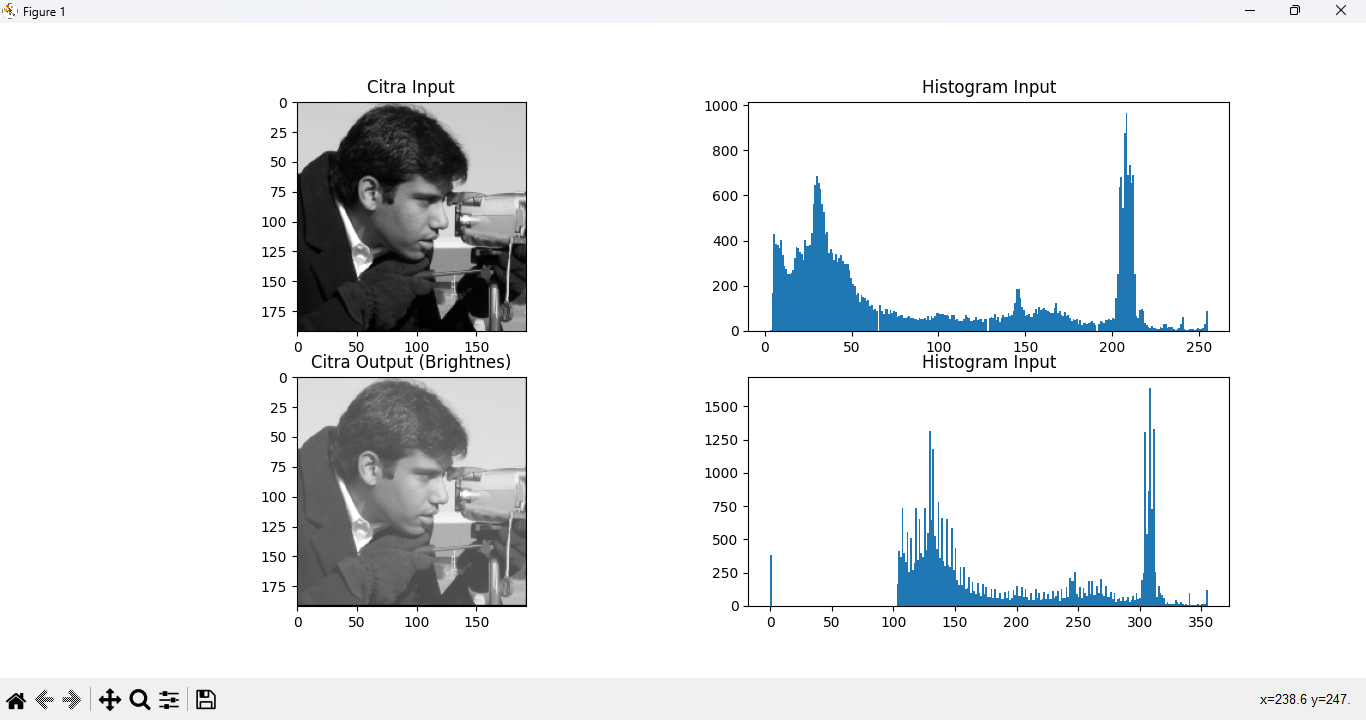 Figure 1
Citra Input
0
25
50
75
100
125
150
175
0 50 100 150
Histogram Input
1000
800
600
400
200
0
0 50 100 150 200 250
Citra Output (Brightnes)
0
25
50
75
100
125
150
175
0 50 100 150
Histogram Input
1500
1250
1000
750
500
250
0
0 50 100 150 200 250 300 350
x=238.6 y=247.